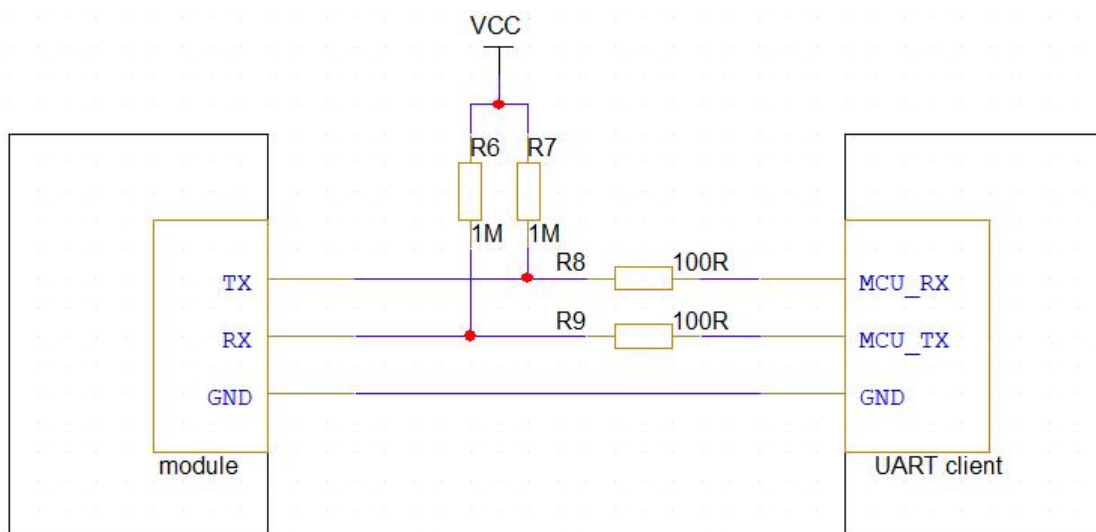 VCC
R6 R7
1M 1M
R8 100R
TX MCU_RX
R9 100R
RX MCU_TX
GND GND
module UART client